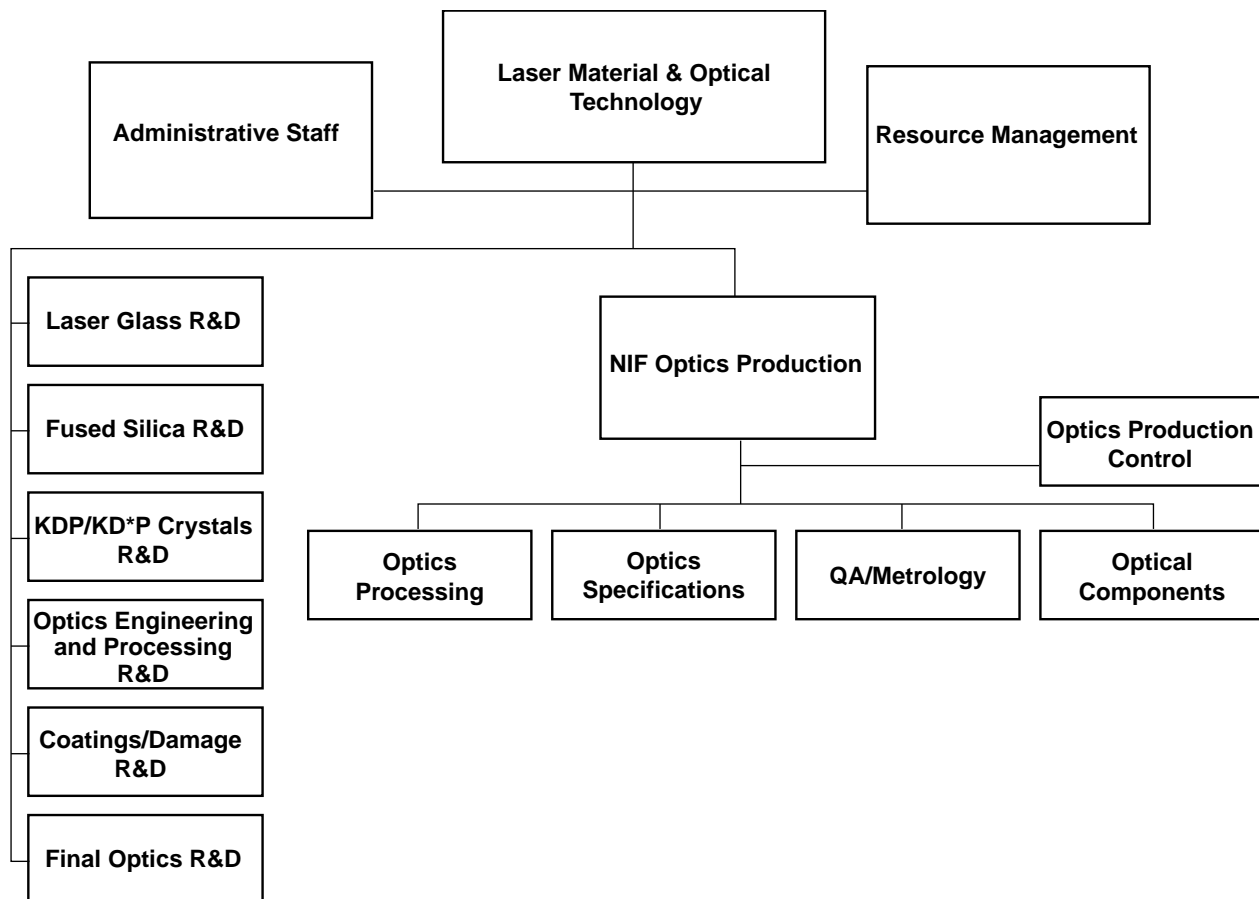 Laser Material & Optical
Technology
Administrative Staff
Resource Management
Laser Glass R&D
NIF Optics Production
Fused Silica R&D
Optics Production
Control
KDP/KD*P Crystals
R&D
Optics
Processing
Optics
Specifications
QA/Metrology
Optical
Components
Optics Engineering
and Processing
R&D
Coatings/Damage
R&D
Final Optics R&D